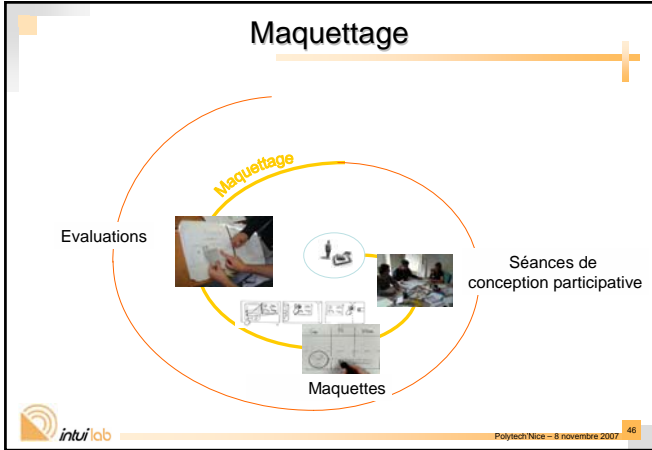 Maquettage
Maquettage
Evaluations
Séances de
conception participative
Maquettes
intuilab
Polytech'Nice – 8 novembre 2007
46